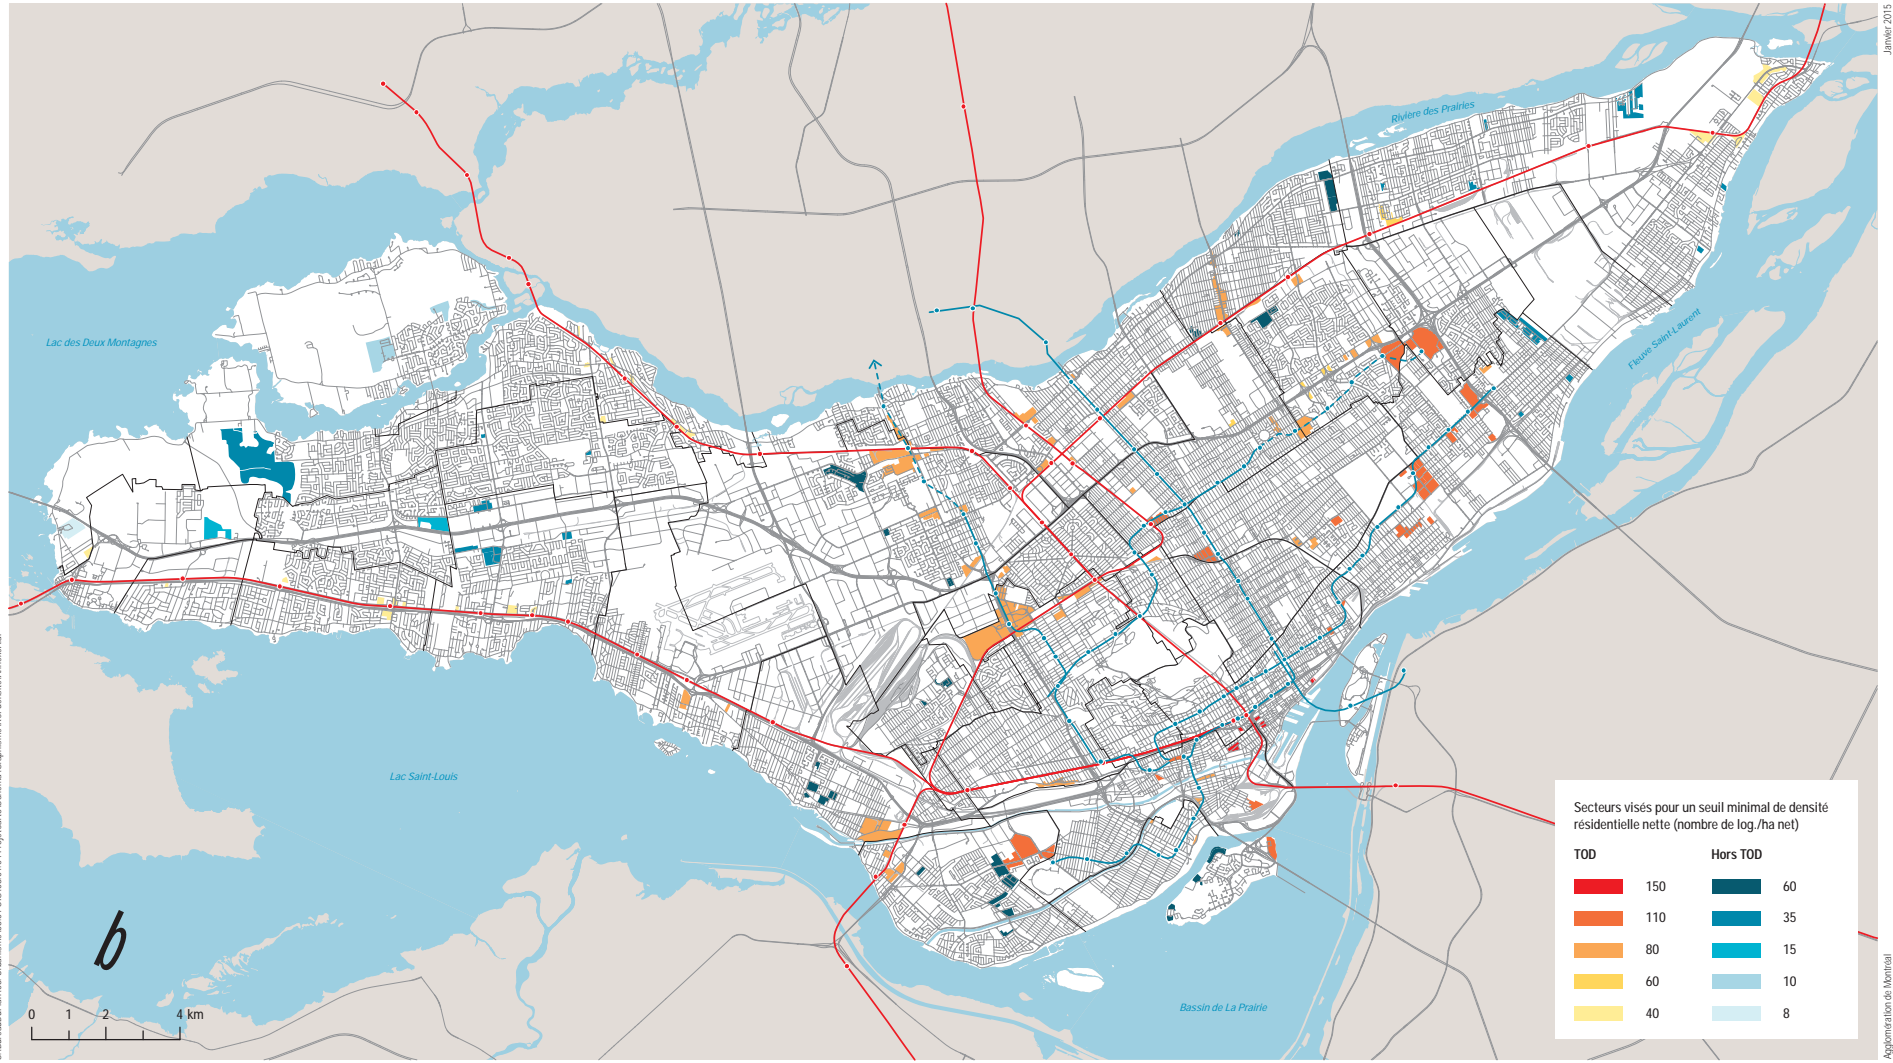 Janvier 2015
Rivière des Prairies
Lac des Deux Montagnes
Fleuve Saint-Laurent
Lac Saint-Louis
Bassin de La Prairie
Secteurs visés pour un seuil minimal de densité
résidentielle nette (nombre de log./ha net)
TOD Hors TOD
150 60
110 35
80 15
60 10
40 8
0 1 2 4 km
Agglomération de Montréal